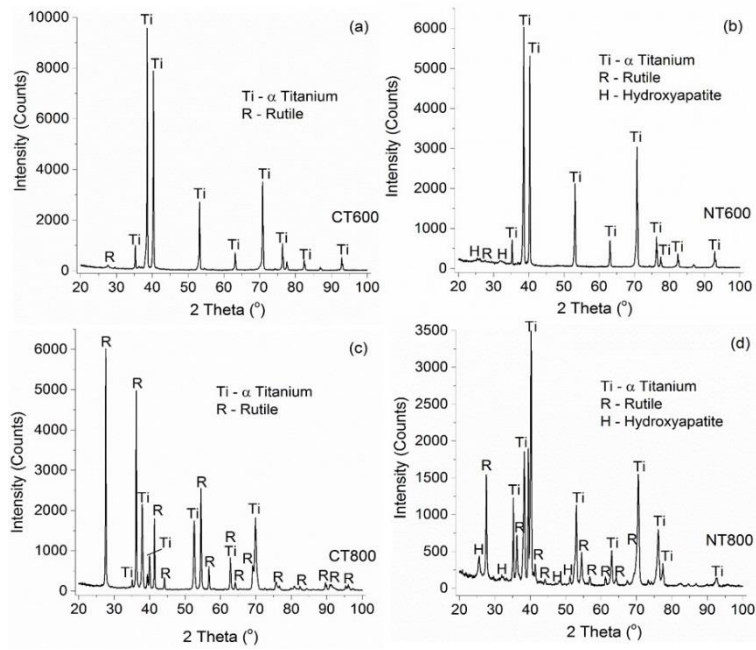 (a)
10000
8000
6000
4000
2000
0
Intensity (Counts)
Ti
Ti
Ti - α Titanium
R - Rutile
Ti
Ti
CT600
R
Ti
Ti
Ti
Ti
Ti
20 30 40 50 60 70 80 90 100
2 Theta (o)
(b)
6000
5000
4000
3000
2000
1000
0
Intensity (Counts)
Ti
Ti
Ti - α Titanium
R - Rutile
H - Hydroxyapatite
Ti
Ti
NT600
H R H
Ti
Ti
Ti
Ti
Ti
Ti
20 30 40 50 60 70 80 90 100
2 Theta (o)
(c)
6000
5000
4000
3000
2000
1000
0
Intensity (Counts)
R
R
Ti - α Titanium
R - Rutile
Ti
R
Ti
Ti
R
Ti
R
R
R
Ti
R
R
Ti
CT800
Ti
R
R
R
R
R
R
20 30 40 50 60 70 80 90 100
2 Theta (o)
(d)
3500
3000
2500
2000
1500
1000
500
0
Intensity (Counts)
Ti
Ti - α Titanium
R - Rutile
H - Hydroxyapatite
R
Ti
Ti
R
Ti
R
Ti
R
Ti
Ti
NT800
H
H
R
R
H
H
R
R
R
Ti
Ti
20 30 40 50 60 70 80 90 100
2 Theta (o)